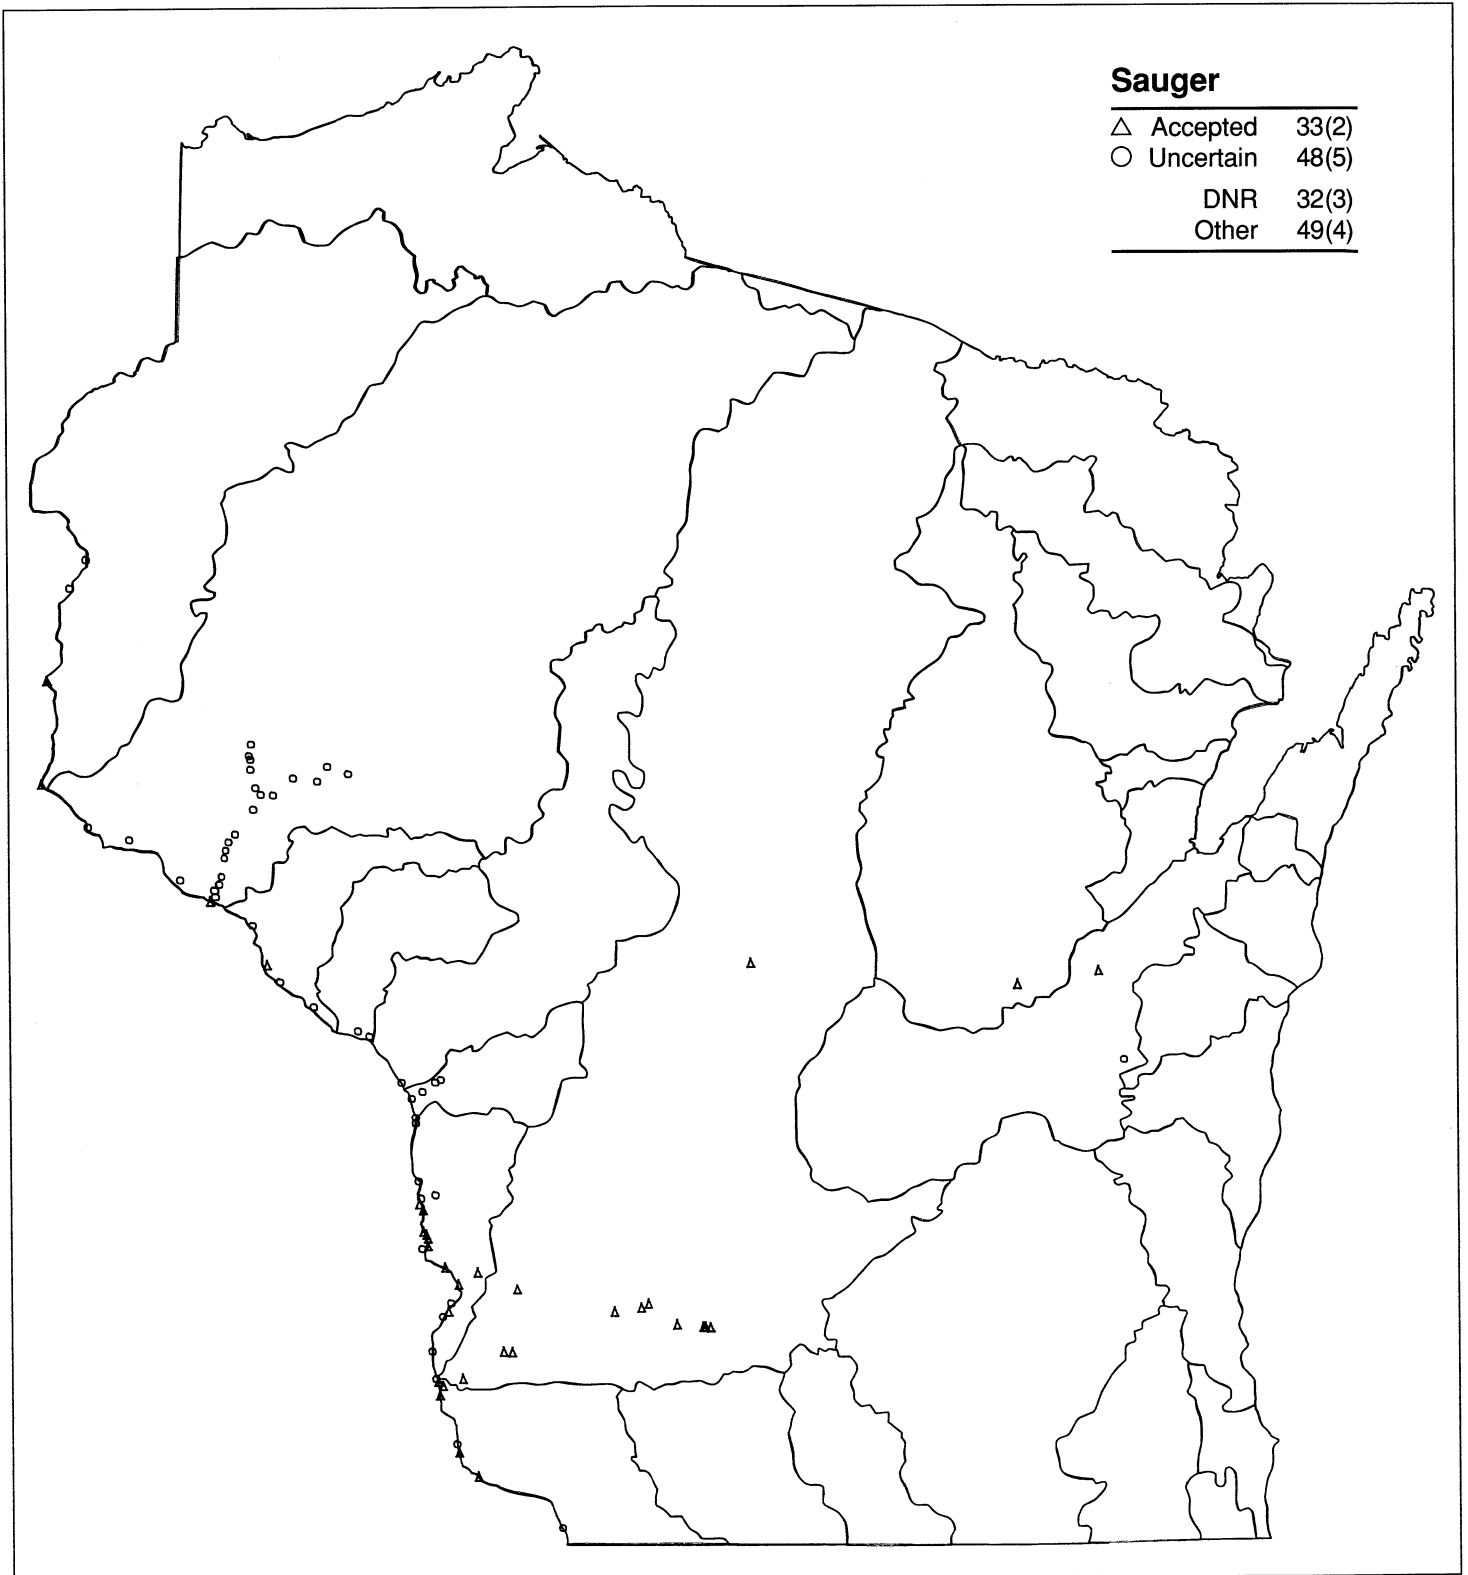 Sauger
△ Accepted 33(2)
○ Uncertain 48(5)
DNR 32(3)
Other 49(4)